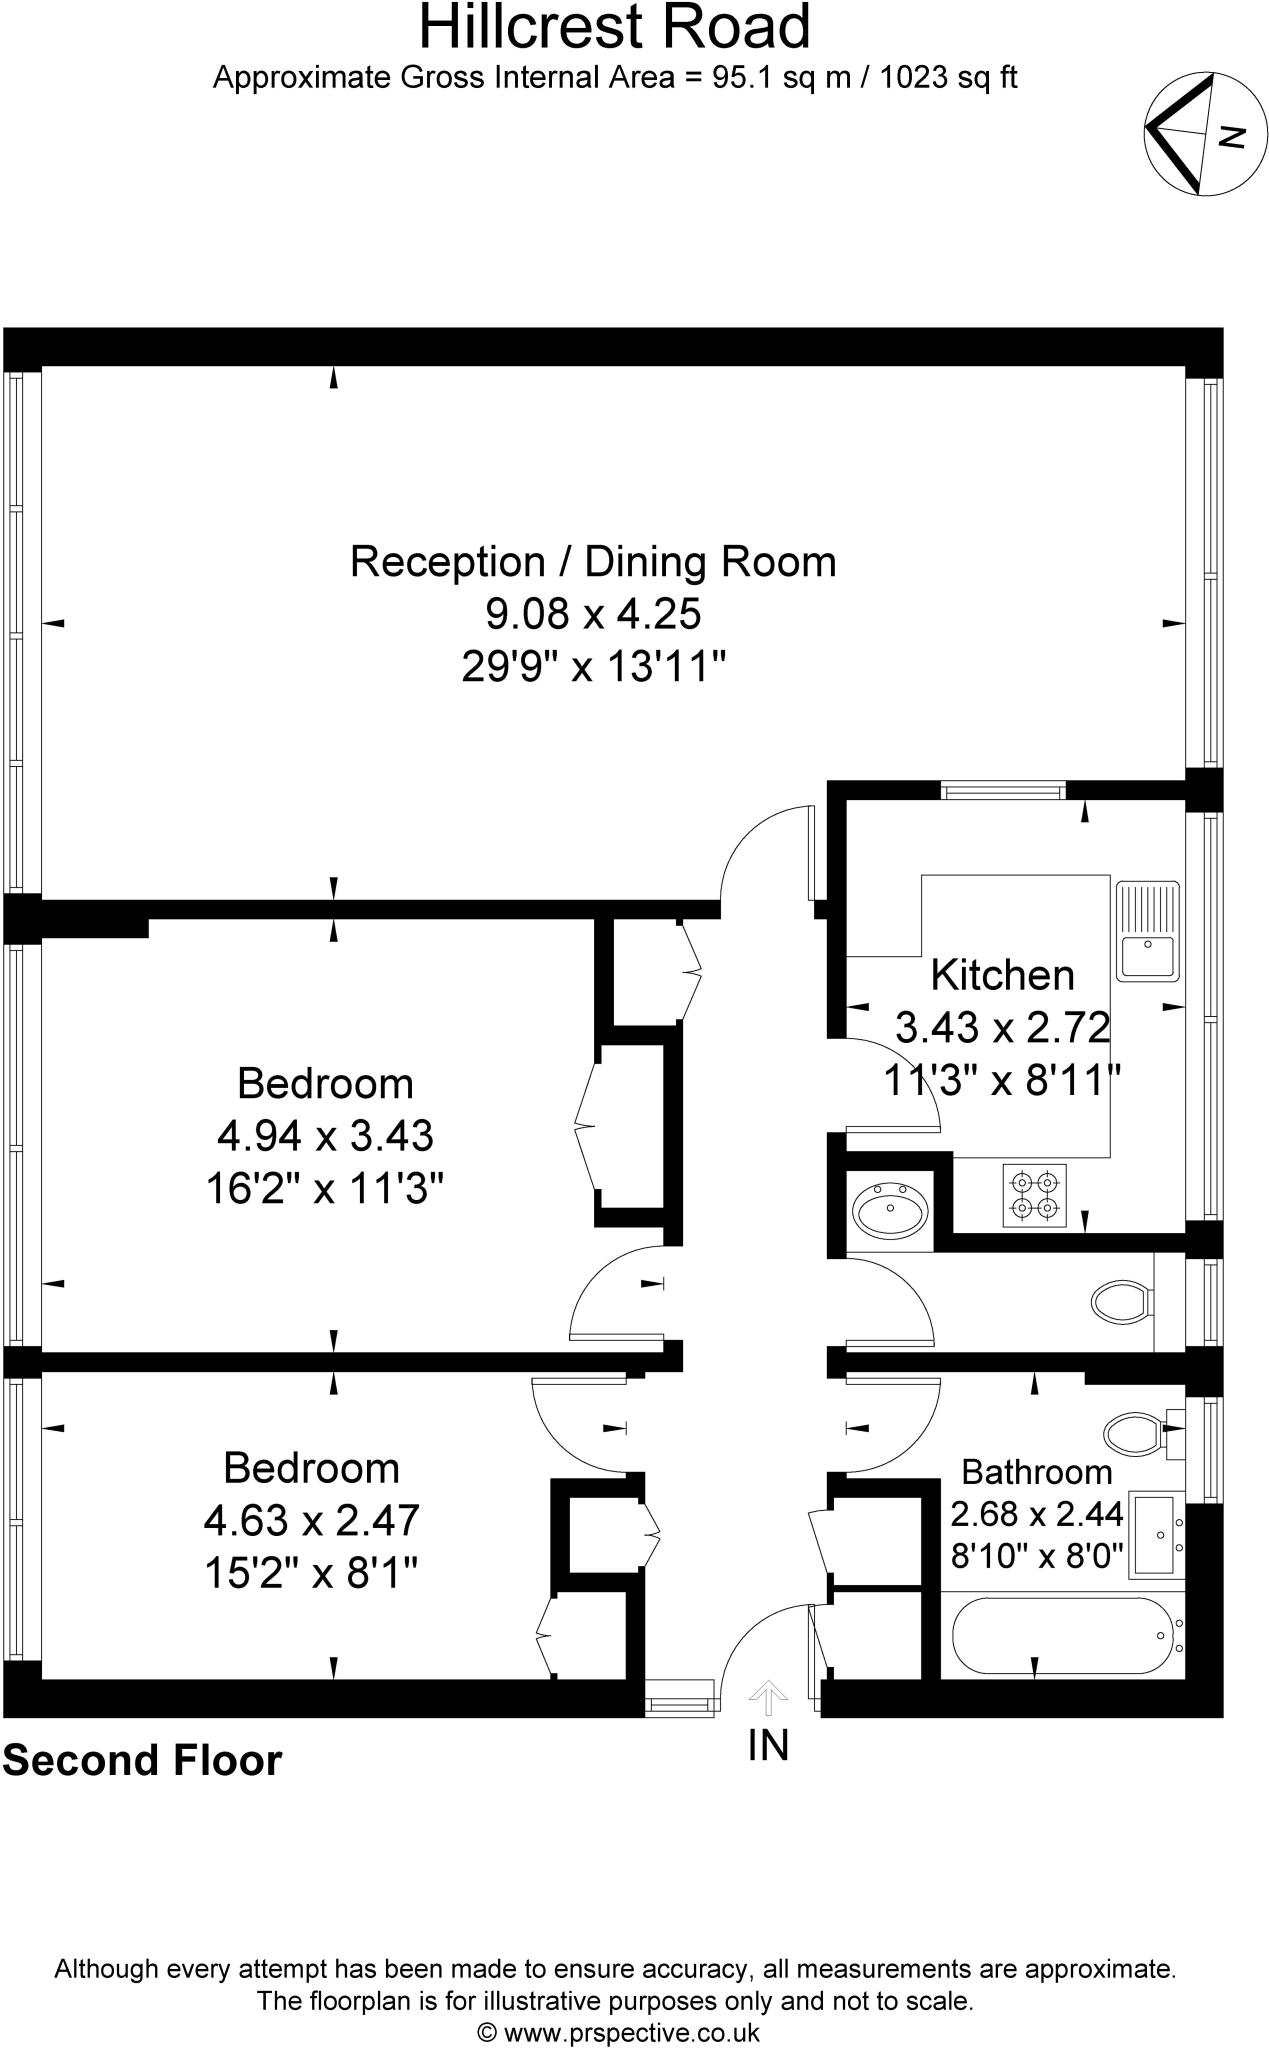 Hillcrest Road
Approximate Gross Internal Area = 95.1 sq m / 1023 sq ft
N
Reception / Dining Room
9.08 x 4.25
29'9" x 13'11"
Kitchen
3.43 x 2.72
11'3" x 8'11"
Bedroom
4.94 x 3.43
16'2" x 11'3"
Bedroom
4.63 x 2.47
15'2" x 8'1"
Bathroom
2.68 x 2.44
8'10" x 8'0"
IN
Second Floor
Although every attempt has been made to ensure accuracy, all measurements are approximate.
The floorplan is for illustrative purposes only and not to scale.
© www.prspective.co.uk